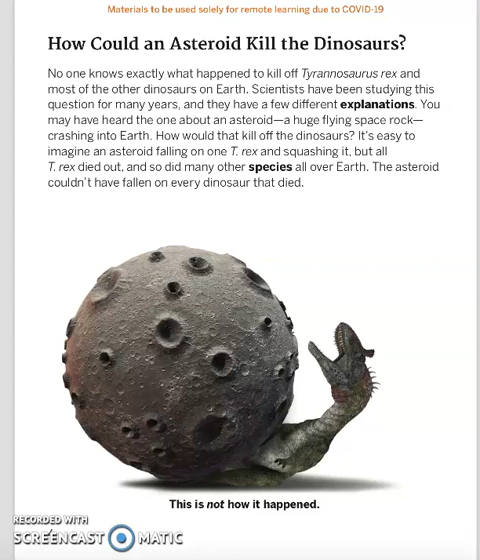 Materials to be used solely for remote learning due to COVID-19
How Could an Asteroid Kill the Dinosaurs?
No one knows exactly what happened to kill off Tyrannosaurus rex and
most of the other dinosaurs on Earth. Scientists have been studying this
question for many years, and they have a few different explanations. You
may have heard the one about an asteroid—a huge flying space rock—
crashing into Earth. How would that kill off the dinosaurs? It's easy to
imagine an asteroid falling on one T. rex and squashing it, but all
T. rex died out, and so did many other species all over Earth. The asteroid
couldn't have fallen on every dinosaur that died.
This is not how it happened.
RECORDED WITH
SCREENCAST MATIC